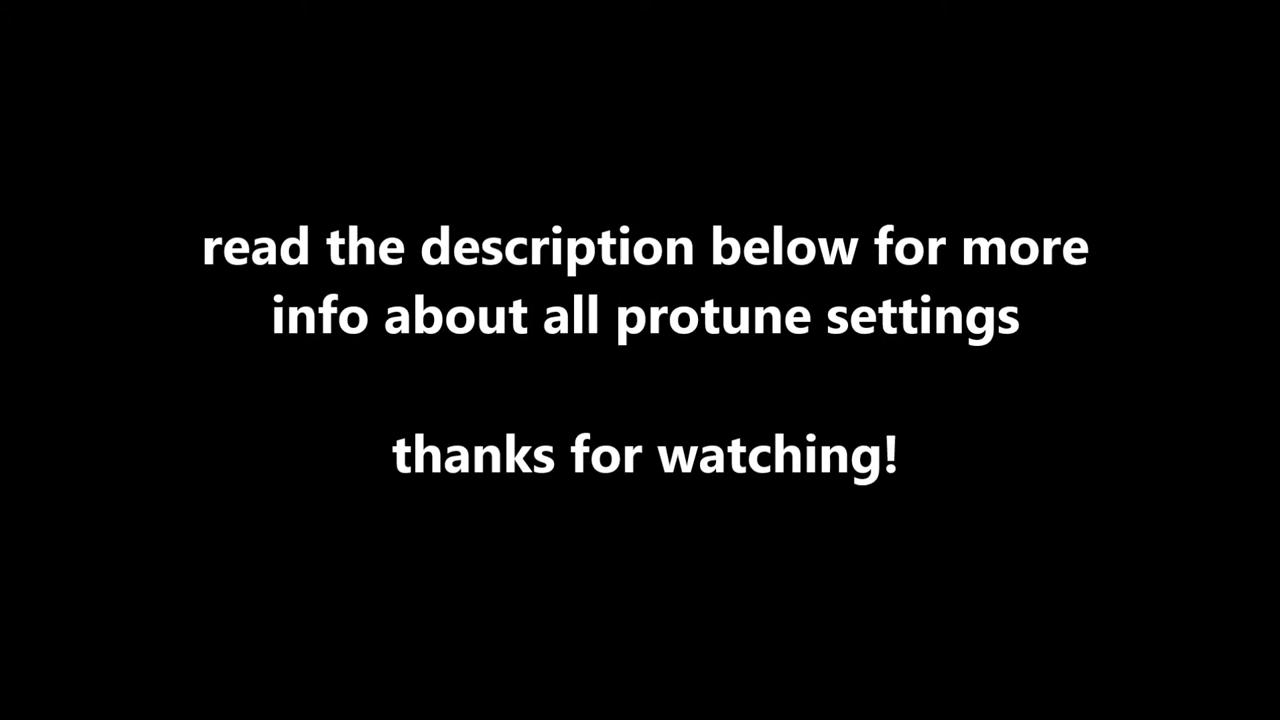 read the description below for more
info about all protune settings
thanks for watching!